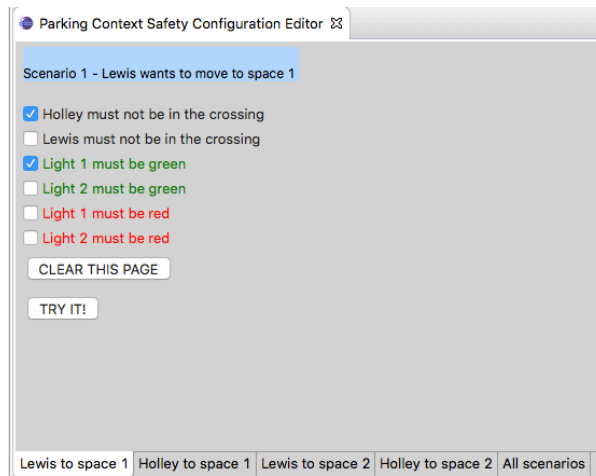 Parking Context Safety Configuration Editor
Scenario 1 - Lewis wants to move to space 1
Holley must not be in the crossing
Lewis must not be in the crossing
Light 1 must be green
Light 2 must be green
Light 1 must be red
Light 2 must be red
CLEAR THIS PAGE
TRY IT!
Lewis to space 1 Holley to space 1 Lewis to space 2 Holley to space 2 All scenarios